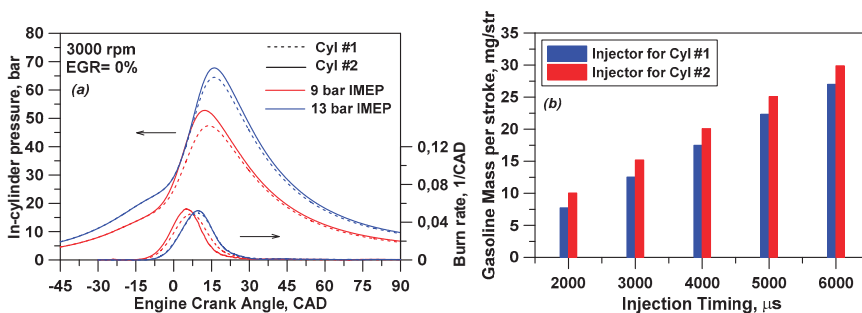 3000 rpm
EGR= 0%
(a)
Cyl #1
Cyl #2
9 bar IMEP
13 bar IMEP
In-cylinder pressure, bar
80
70
60
50
40
30
20
10
0
0,12
0,08
0,04
0
Burn rate, 1/CAD
-45 -30 -15 0 15 30 45 60 75 90
Engine Crank Angle, CAD
Injector for Cyl #1
Injector for Cyl #2
(b)
Gasoline Mass per stroke, mg/str
35
30
25
20
15
10
5
0
2000 3000 4000 5000 6000
Injection Timing, μs